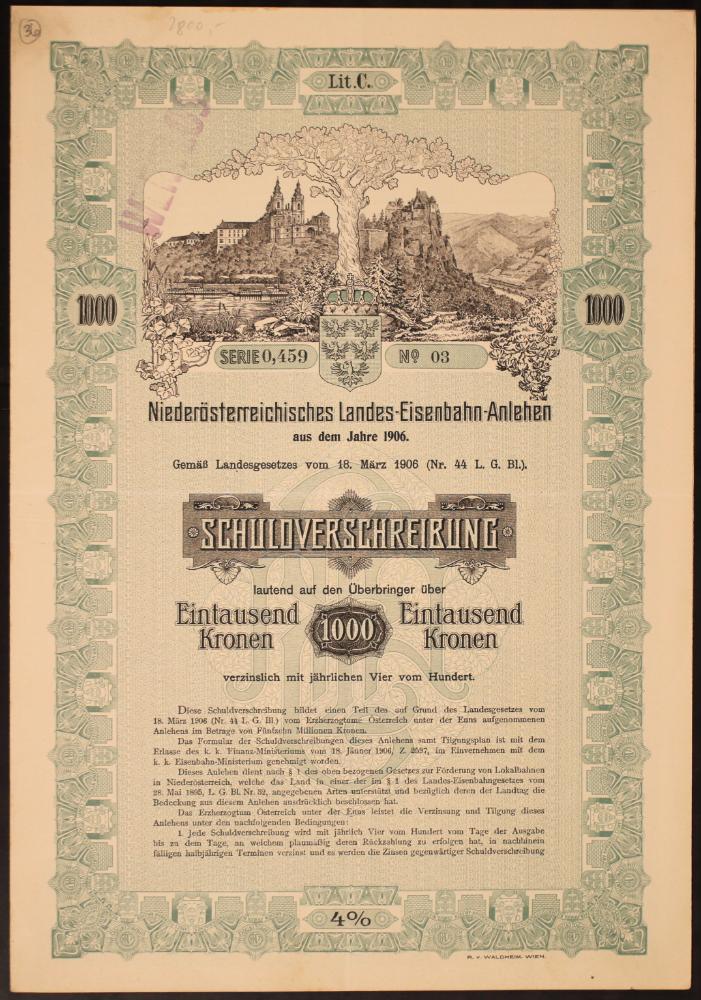 36
2800,-
Lit. C.
WERTLOS
1000
1000
SERIE 0,459
Nº 03
Niederösterreichisches Landes-Eisenbahn-Anlehen
aus dem Jahre 1906.
Gemäß Landesgesetzes vom 18. März 1906 (Nr. 44 L. G. Bl.).
SCHULDVERSCHREIBUNG
lautend auf den Überbringer über
Eintausend Kronen
1000
Eintausend Kronen
verzinslich mit jährlichen Vier vom Hundert.
Diese Schuldverschreibung bildet einen Teil des auf Grund des Landesgesetzes vom
18. März 1906 (Nr. 44 L. G. Bl.) vom Erzherzogtume Österreich unter der Enns aufgenommenen
Anlehens im Betrage von Fünfzehn Millionen Kronen.
Das Formular der Schuldverschreibungen dieses Anlehens samt Tilgungsplan ist mit dem
Erlasse des k. k. Finanz-Ministeriums vom 18. Jänner 1906, Z. 2597, im Einvernehmen mit dem
k. k. Eisenbahn-Ministerium genehmigt worden.
Dieses Anlehen dient nach § 1 des oben bezogenen Gesetzes zur Förderung von Lokalbahnen
in Niederösterreich, welche das Land in einer der im § 1 des Landes-Eisenbahngesetzes vom
28. Mai 1895, L. G. Bl. Nr. 32, angegebenen Arten unterstützt und bezüglich deren der Landtag die
Bedeckung aus diesem Anlehen ausdrücklich beschlossen hat.
Das Erzherzogtum Österreich unter der Enns leistet die Verzinsung und Tilgung dieses
Anlehens unter den nachfolgenden Bedingungen:
1. Jede Schuldverschreibung wird mit jährlich Vier vom Hundert vom Tage der Ausgabe
bis zu dem Tage, an welchem planmäßig deren Rückzahlung zu erfolgen hat, in nachhinein
fälligen halbjährigen Terminen verzinst und es werden die Zinsen gegenwärtiger Schuldverschreibung
4%
R. v. WALDHEIM. WIEN.